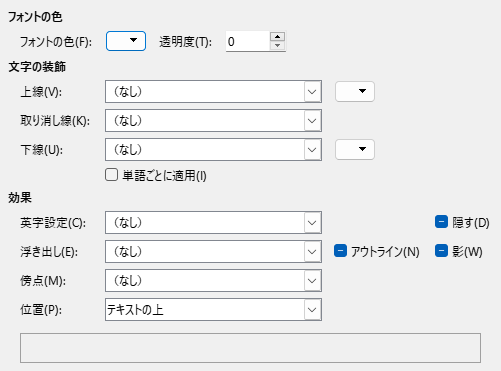 フォントの色
フォントの色(F): 透明度(T): 0
文字の装飾
上線(V): (なし)
取り消し線(K): (なし)
下線(U): (なし)
単語ごとに適用(I)
効果
英字設定(C): (なし) 隠す(D)
浮き出し(E): (なし) アウトライン(N) 影(W)
傍点(M): (なし)
位置(P): テキストの上